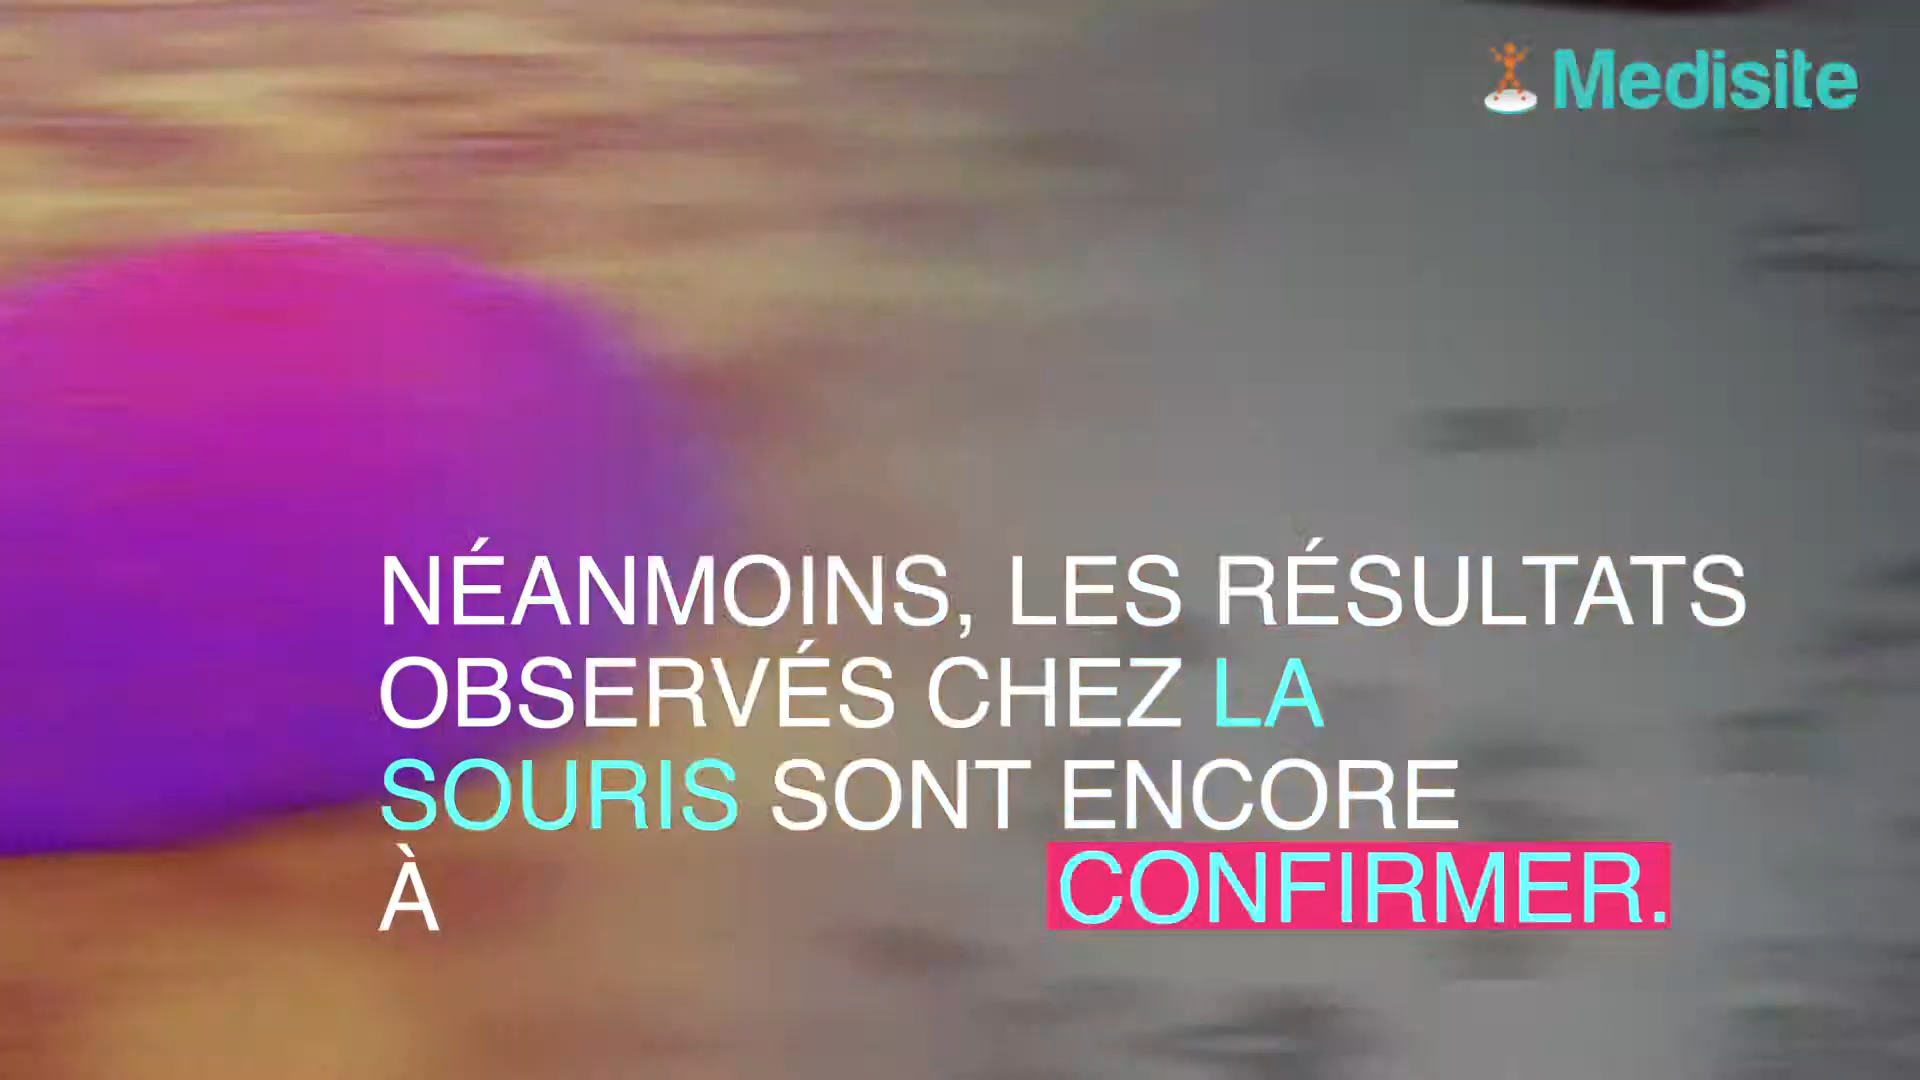 Medisite
NÉANMOINS, LES RÉSULTATS
OBSERVÉS CHEZ LA
SOURIS SONT ENCORE
À CONFIRMER.